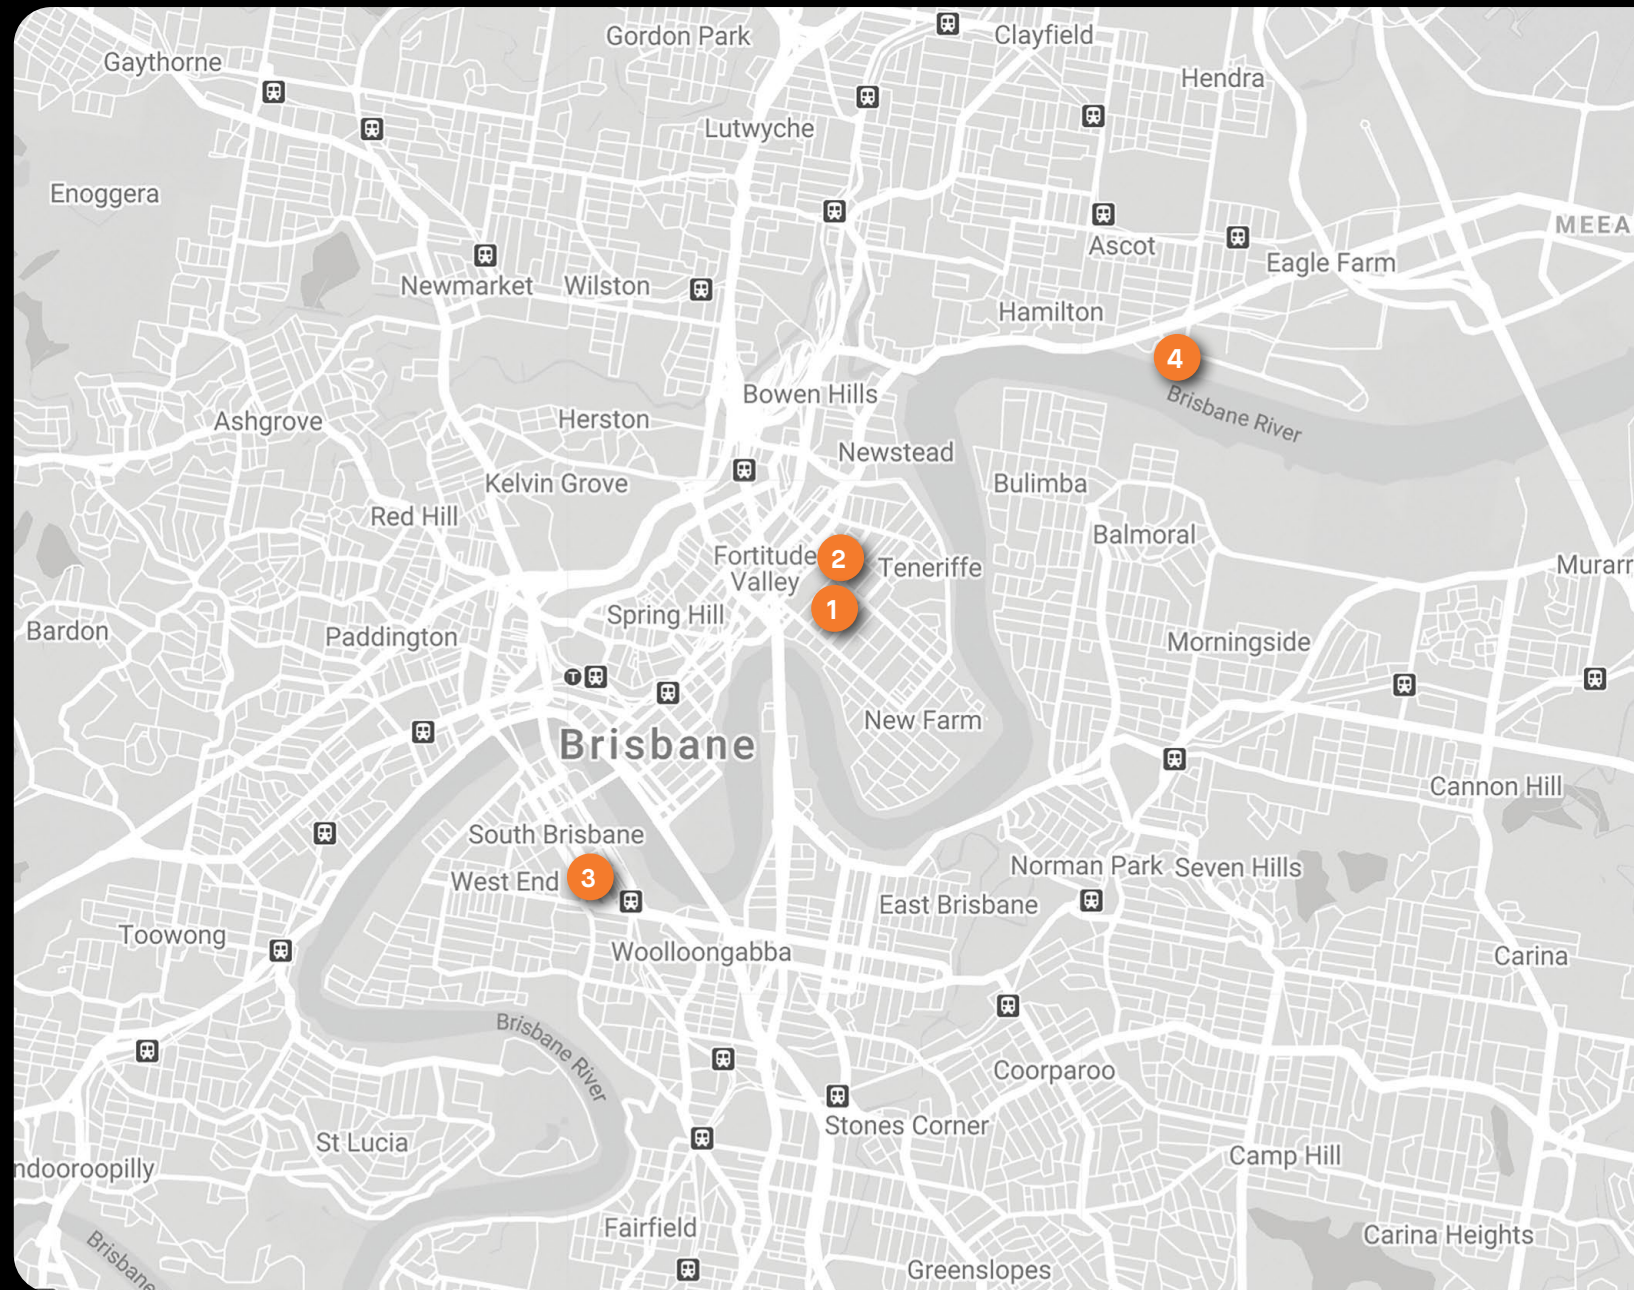 Gordon Park
Clayfield
Gaythorne
Hendra
Lutwyche
Enoggera
MEEA
Ascot
Eagle Farm
Newmarket
Wilston
Hamilton
4
Bowen Hills
Brisbane River
Ashgrove
Herston
Newstead
Kelvin Grove
Bulimba
Red Hill
Balmoral
Fortitude
Valley
2
Teneriffe
Murarr
1
Spring Hill
Bardon
Paddington
Morningside
T
New Farm
Brisbane
Cannon Hill
South Brisbane
Norman Park
Seven Hills
West End
3
East Brisbane
Toowong
Woolloongabba
Carina
Brisbane River
Coorparoo
Stones Corner
St Lucia
Camp Hill
ndooroopilly
Fairfield
Carina Heights
Brisbane
Greenslopes